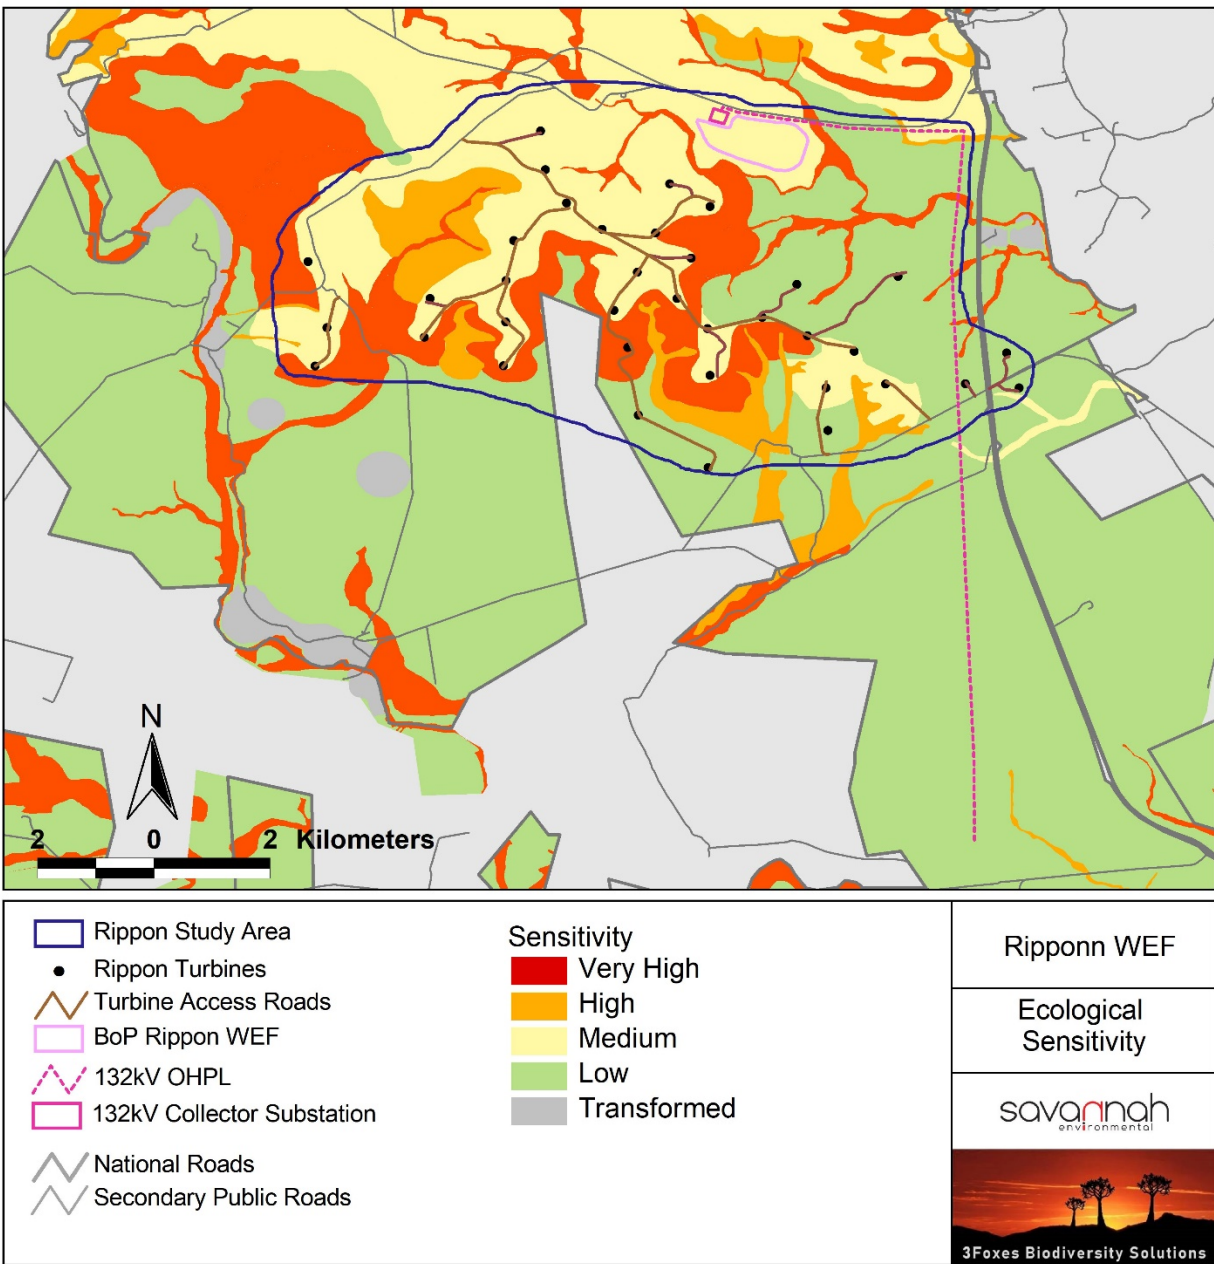 N
2 0 2 Kilometers
Rippon Study Area
Rippon Turbines
Turbine Access Roads
BoP Rippon WEF
132kV OHPL
132kV Collector Substation
National Roads
Secondary Public Roads
Sensitivity
Very High
High
Medium
Low
Transformed
Ripponn WEF
Ecological
Sensitivity
savannah
environmental
3Foxes Biodiversity Solutions